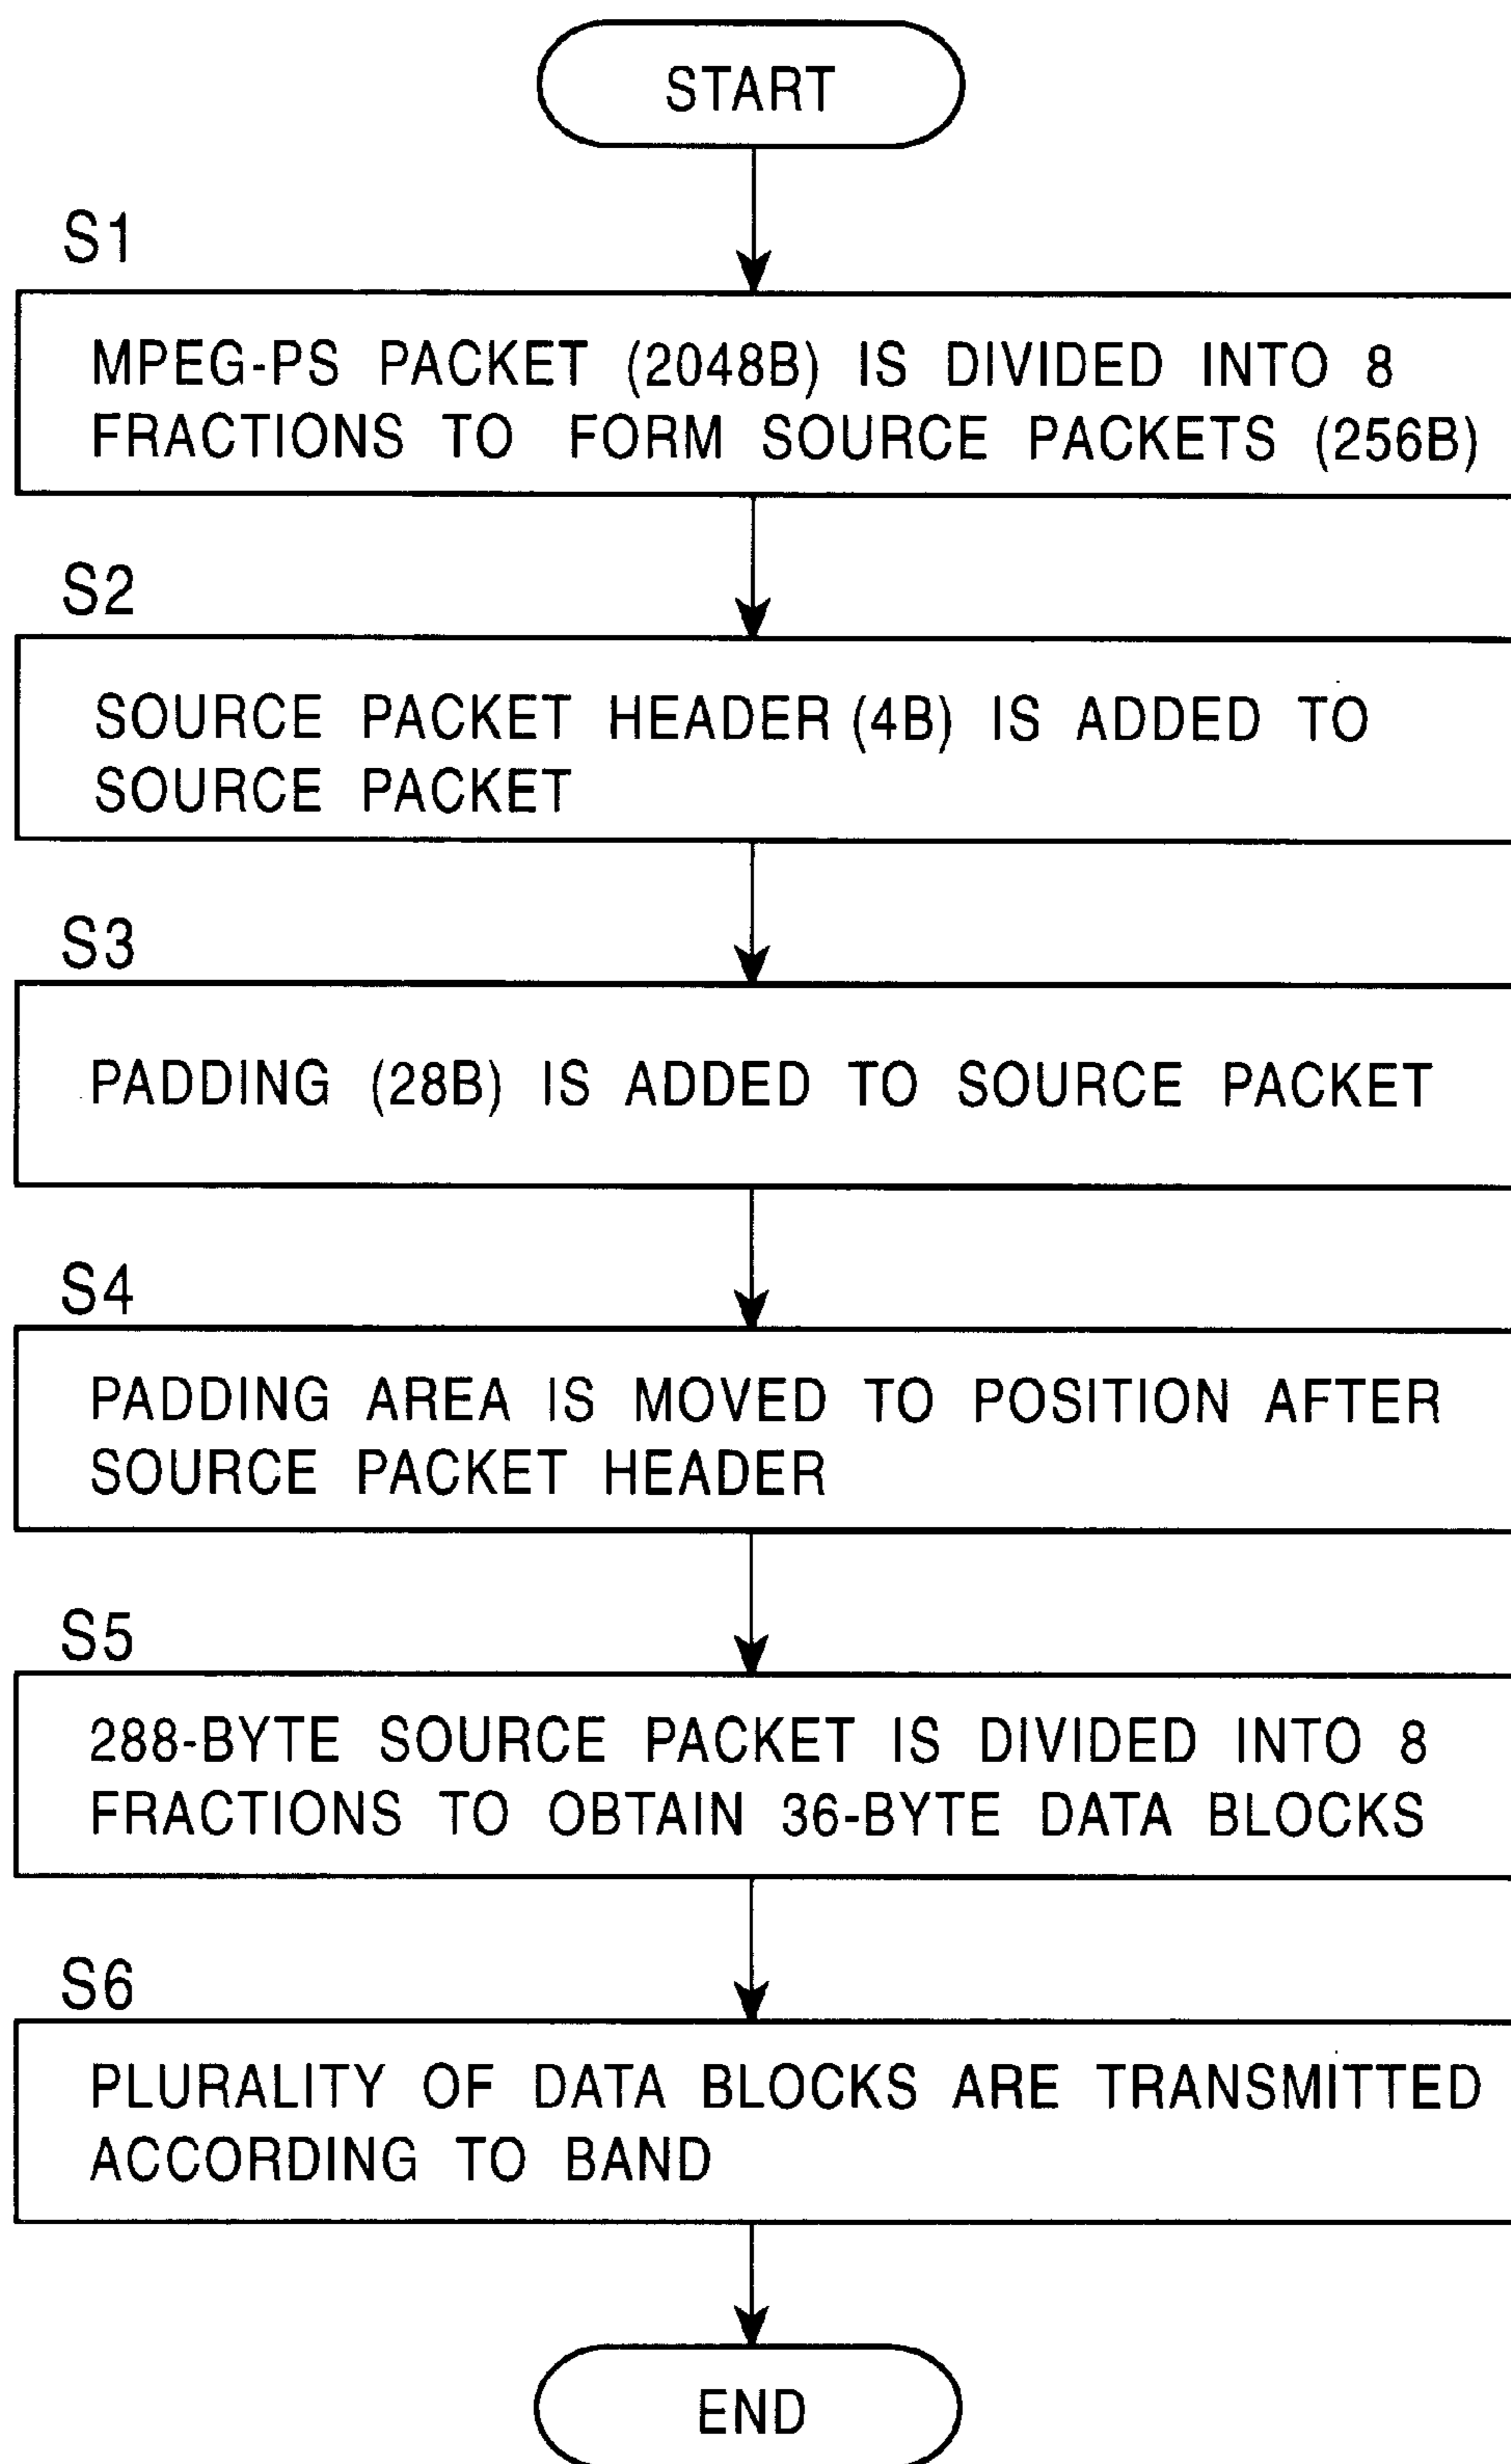 START
S1
MPEG-PS PACKET (2048B) IS DIVIDED INTO 8
FRACTIONS TO FORM SOURCE PACKETS (256B)
S2
SOURCE PACKET HEADER (4B) IS ADDED TO
SOURCE PACKET
S3
PADDING (28B) IS ADDED TO SOURCE PACKET
S4
PADDING AREA IS MOVED TO POSITION AFTER
SOURCE PACKET HEADER
S5
288-BYTE SOURCE PACKET IS DIVIDED INTO 8
FRACTIONS TO OBTAIN 36-BYTE DATA BLOCKS
S6
PLURALITY OF DATA BLOCKS ARE TRANSMITTED
ACCORDING TO BAND
END